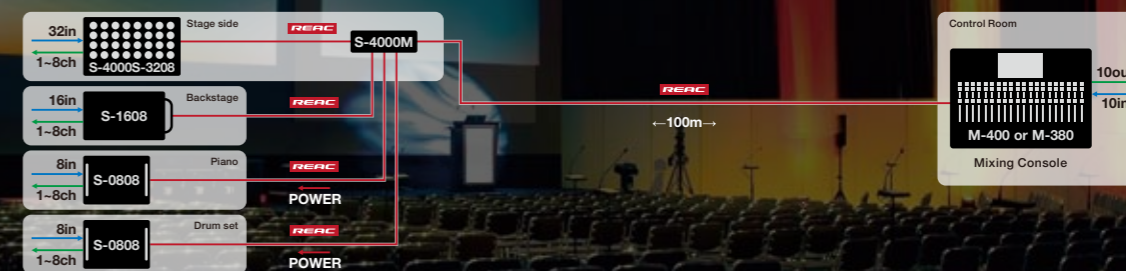 Stage side
32in
1~8ch
S-4000S-3208
REAC
S-4000M
Backstage
16in
1~8ch
S-1608
REAC
Piano
8in
1~8ch
S-0808
REAC
POWER
Drum set
8in
1~8ch
S-0808
REAC
POWER
REAC
←100m→
Control Room
M-400 or M-380
Mixing Console
10ou
10in